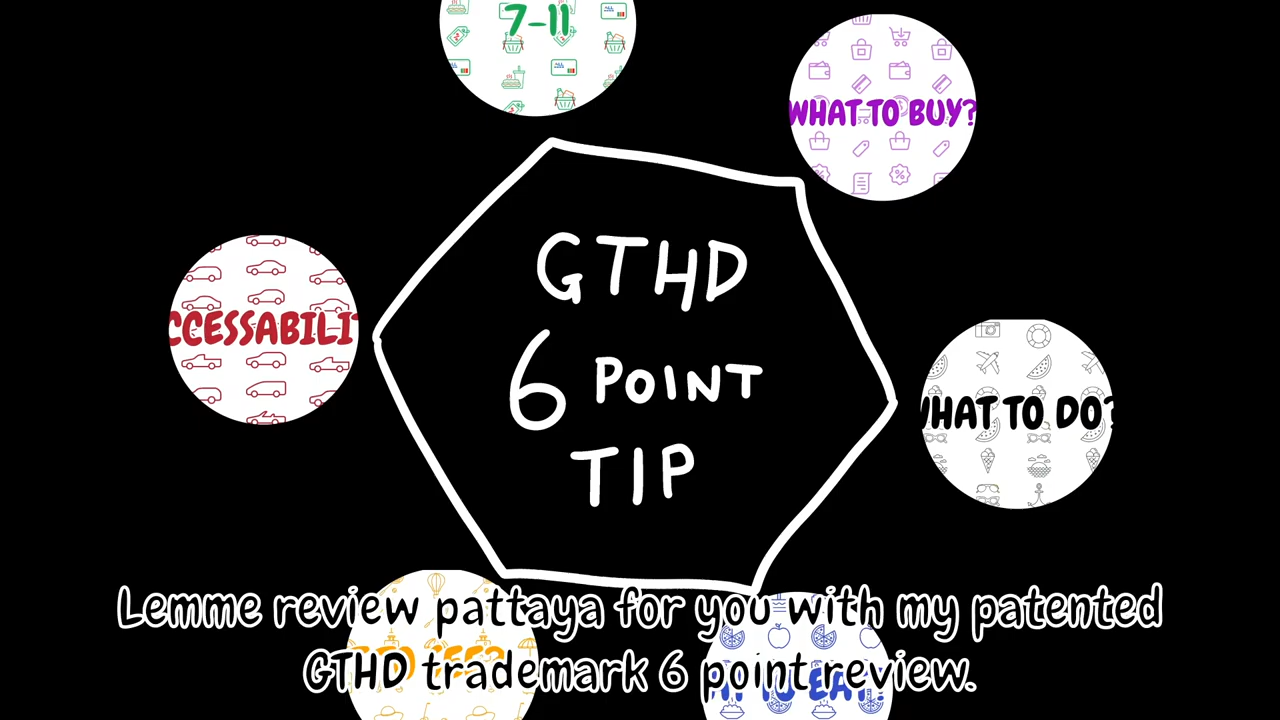 7-11
WHAT TO BUY?
GTHD
6 POINT
TIP
CCESSABILI
WHAT TO DO?
Lemme review pattaya for you with my patented
GTHD trademark 6 point review.